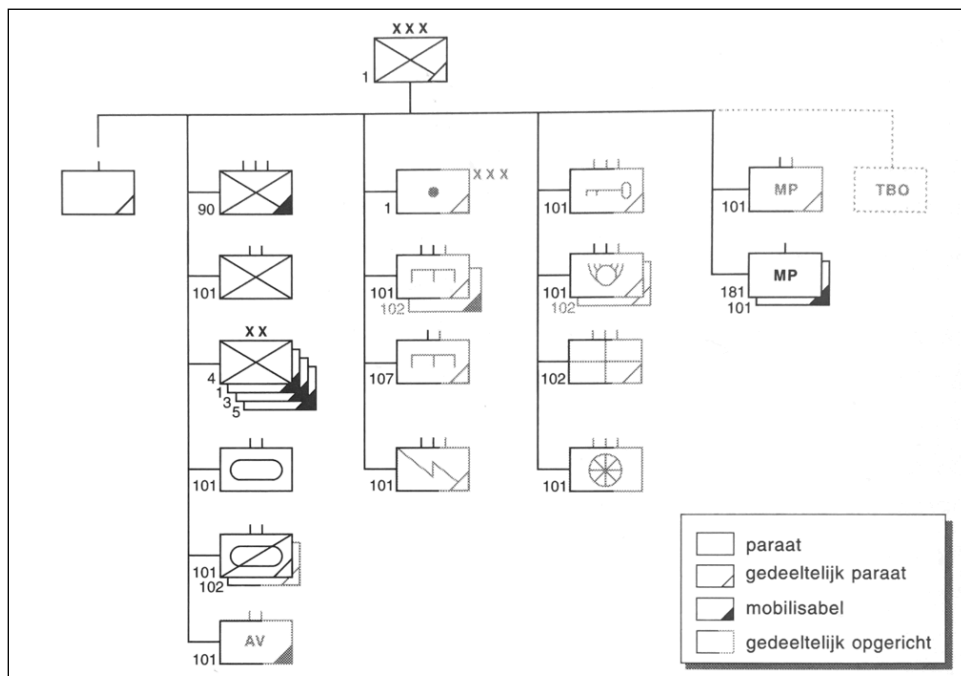 XXX
1
90
101
XX
4
1
3
5
101
101
102
AV
101
XXX
1
101
102
107
101
101
101
102
102
101
MP
101
MP
181
101
TBO
paraat
gedeeltelijk paraat
mobilisabel
gedeeltelijk opgericht